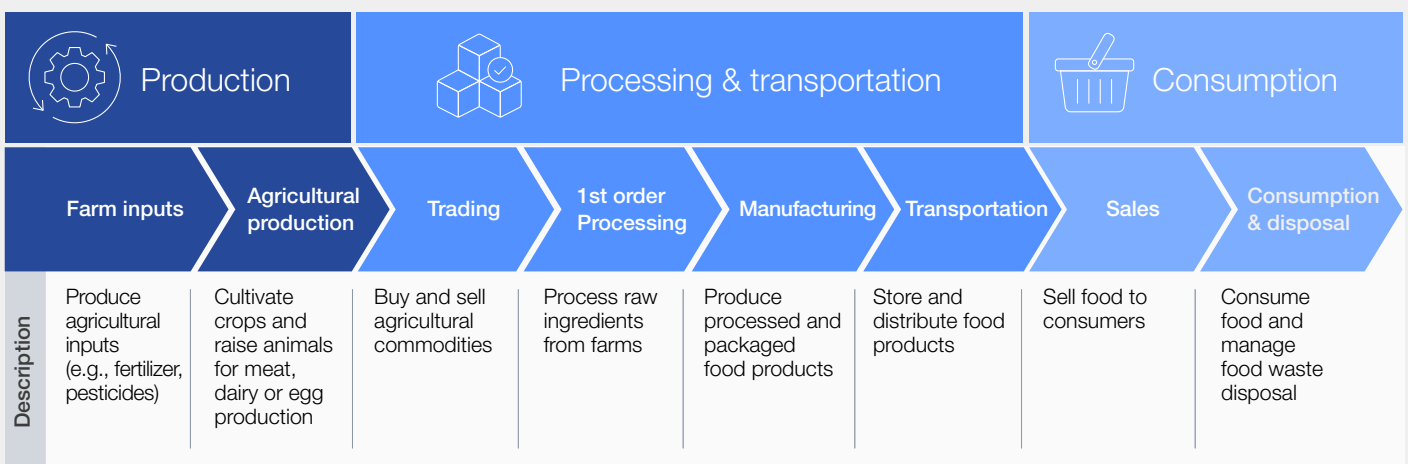 Production
Processing & transportation
Consumption
Farm inputs
Agricultural
production
Trading
1st order
Processing
Manufacturing
Transportation
Sales
Consumption
& disposal
Description
Produce
agricultural
inputs
(e.g., fertilizer,
pesticides)
Cultivate
crops and
raise animals
for meat,
dairy or egg
production
Buy and sell
agricultural
commodities
Process raw
ingredients
from farms
Produce
processed and
packaged
food products
Store and
distribute food
products
Sell food to
consumers
Consume
food and
manage
food waste
disposal